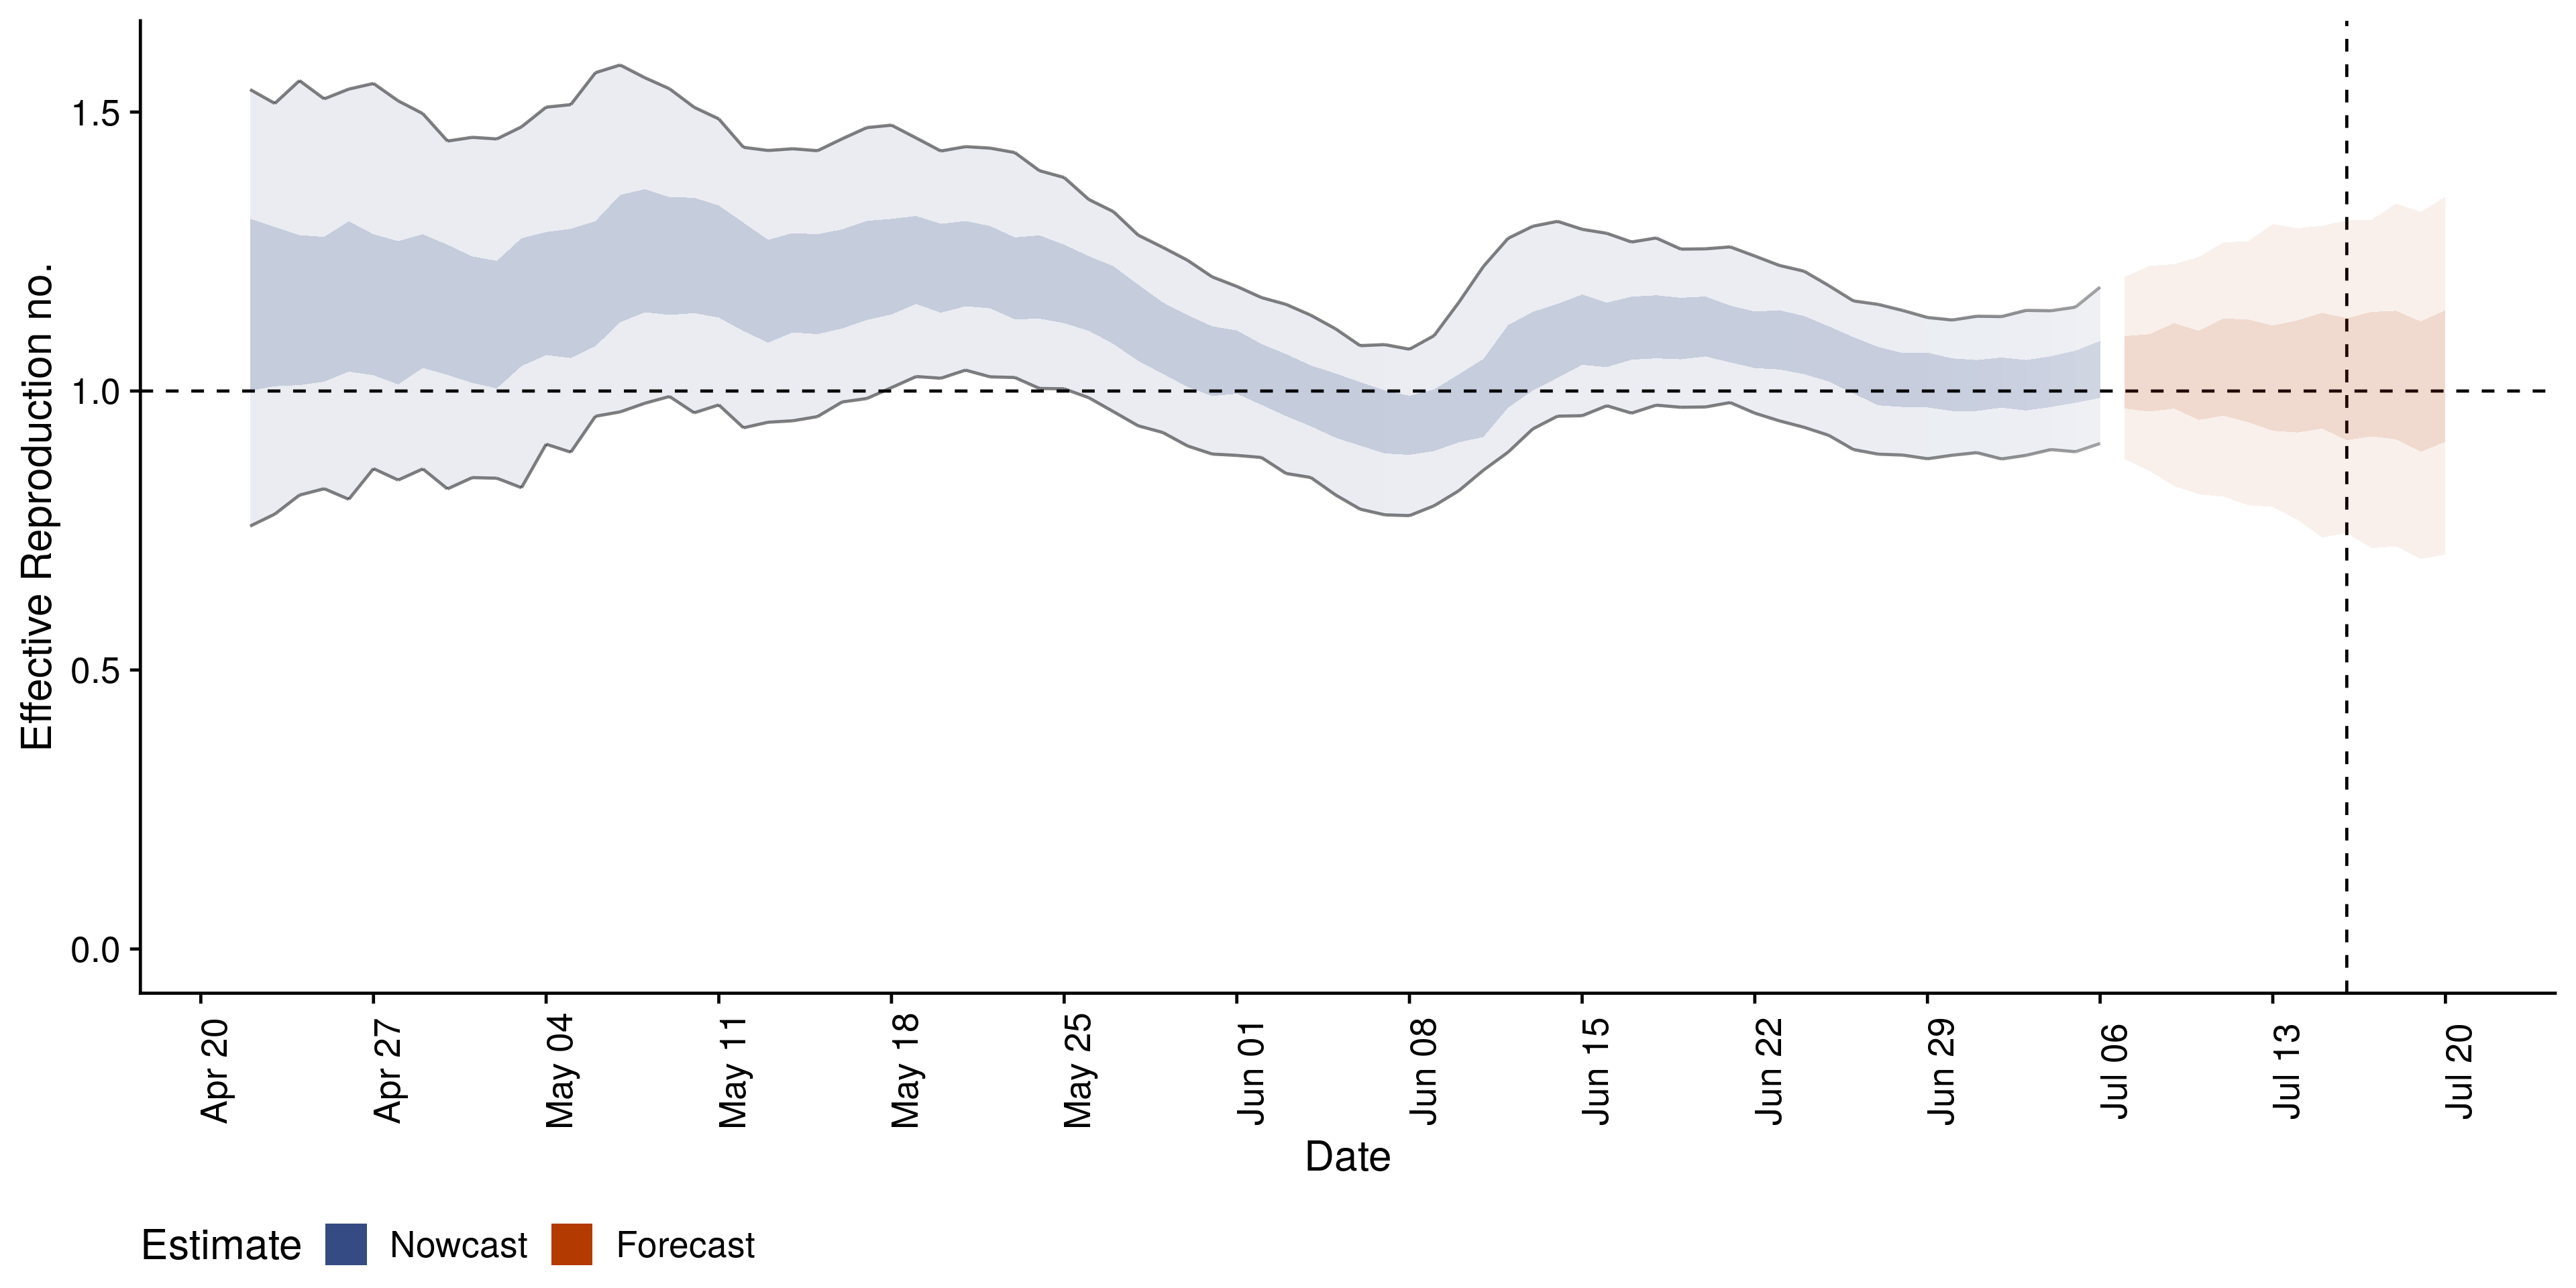 Effective Reproduction no.
1.5
1.0
0.5
0.0
Apr 20
Apr 27
May 04
May 11
May 18
May 25
Jun 01
Jun 08
Jun 15
Jun 22
Jun 29
Jul 06
Jul 13
Jul 20
Date
Estimate Nowcast Forecast